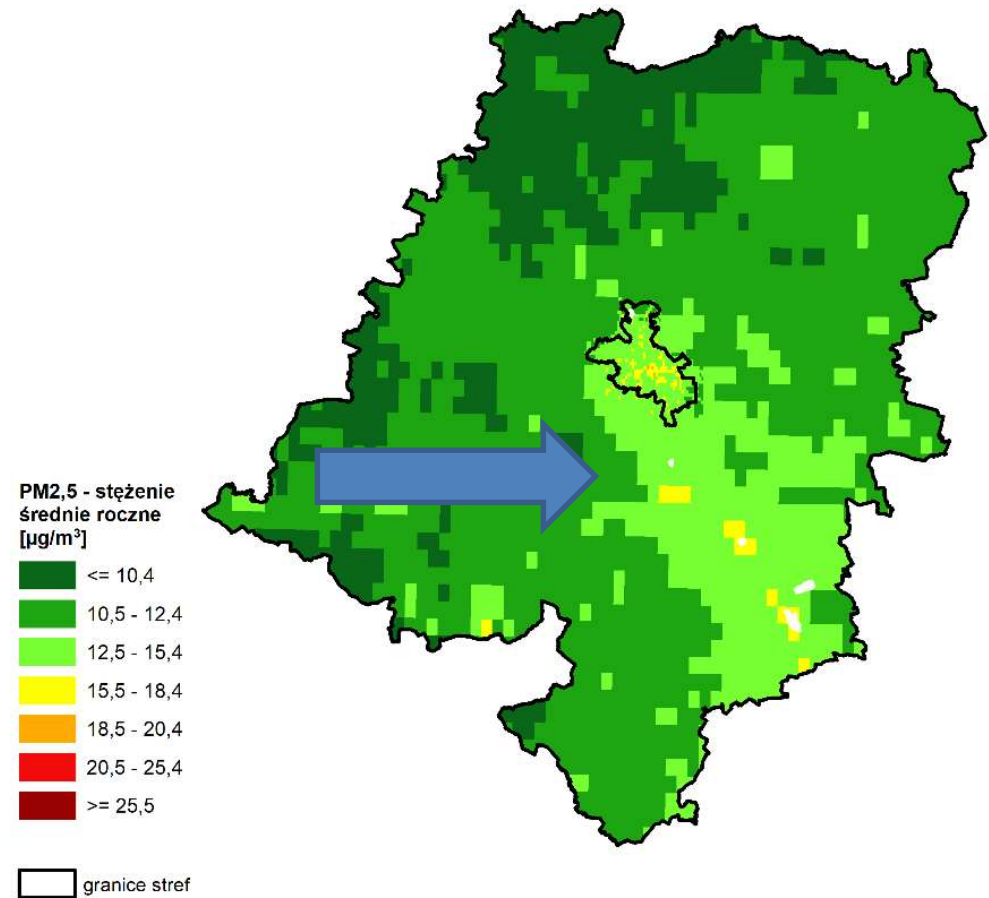 PM2,5 - stężenie
średnie roczne
[µg/m³]
<= 10,4
10,5 - 12,4
12,5 - 15,4
15,5 - 18,4
18,5 - 20,4
20,5 - 25,4
>= 25,5
granice stref